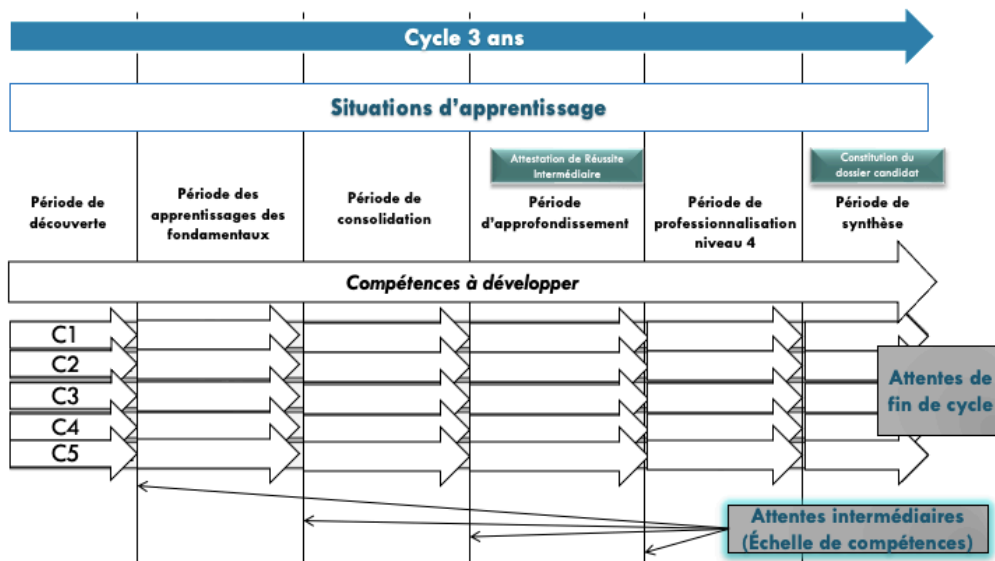 Cycle 3 ans
Situations d'apprentissage
Attestation de Réussite
Intermédiaire
Constitution du
dossier candidat
Période de
découverte
Période des
apprentissages des
fondamentaux
Période de
consolidation
Période
d'approfondissement
Période de
professionnalisation
niveau 4
Période de
synthèse
Compétences à développer
C1
C2
C3
C4
C5
Attentes de
fin de cycle
Attentes intermédiaires
(Échelle de compétences)